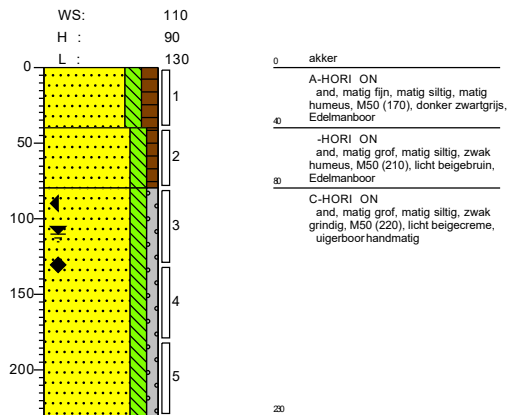 WS: 110
H : 90
L : 130
0
50
100
150
200
1
2
3
4
5
0 akker
A-HORI ON
and, matig fijn, matig siltig, matig
humeus, M50 (170), donker zwartgrijs,
Edelmanboor
40
-HORI ON
and, matig grof, matig siltig, zwak
humeus, M50 (210), licht beigebruin,
Edelmanboor
80
C-HORI ON
and, matig grof, matig siltig, zwak
grindig, M50 (220), licht beigecreme,
uigerboor handmatig
230